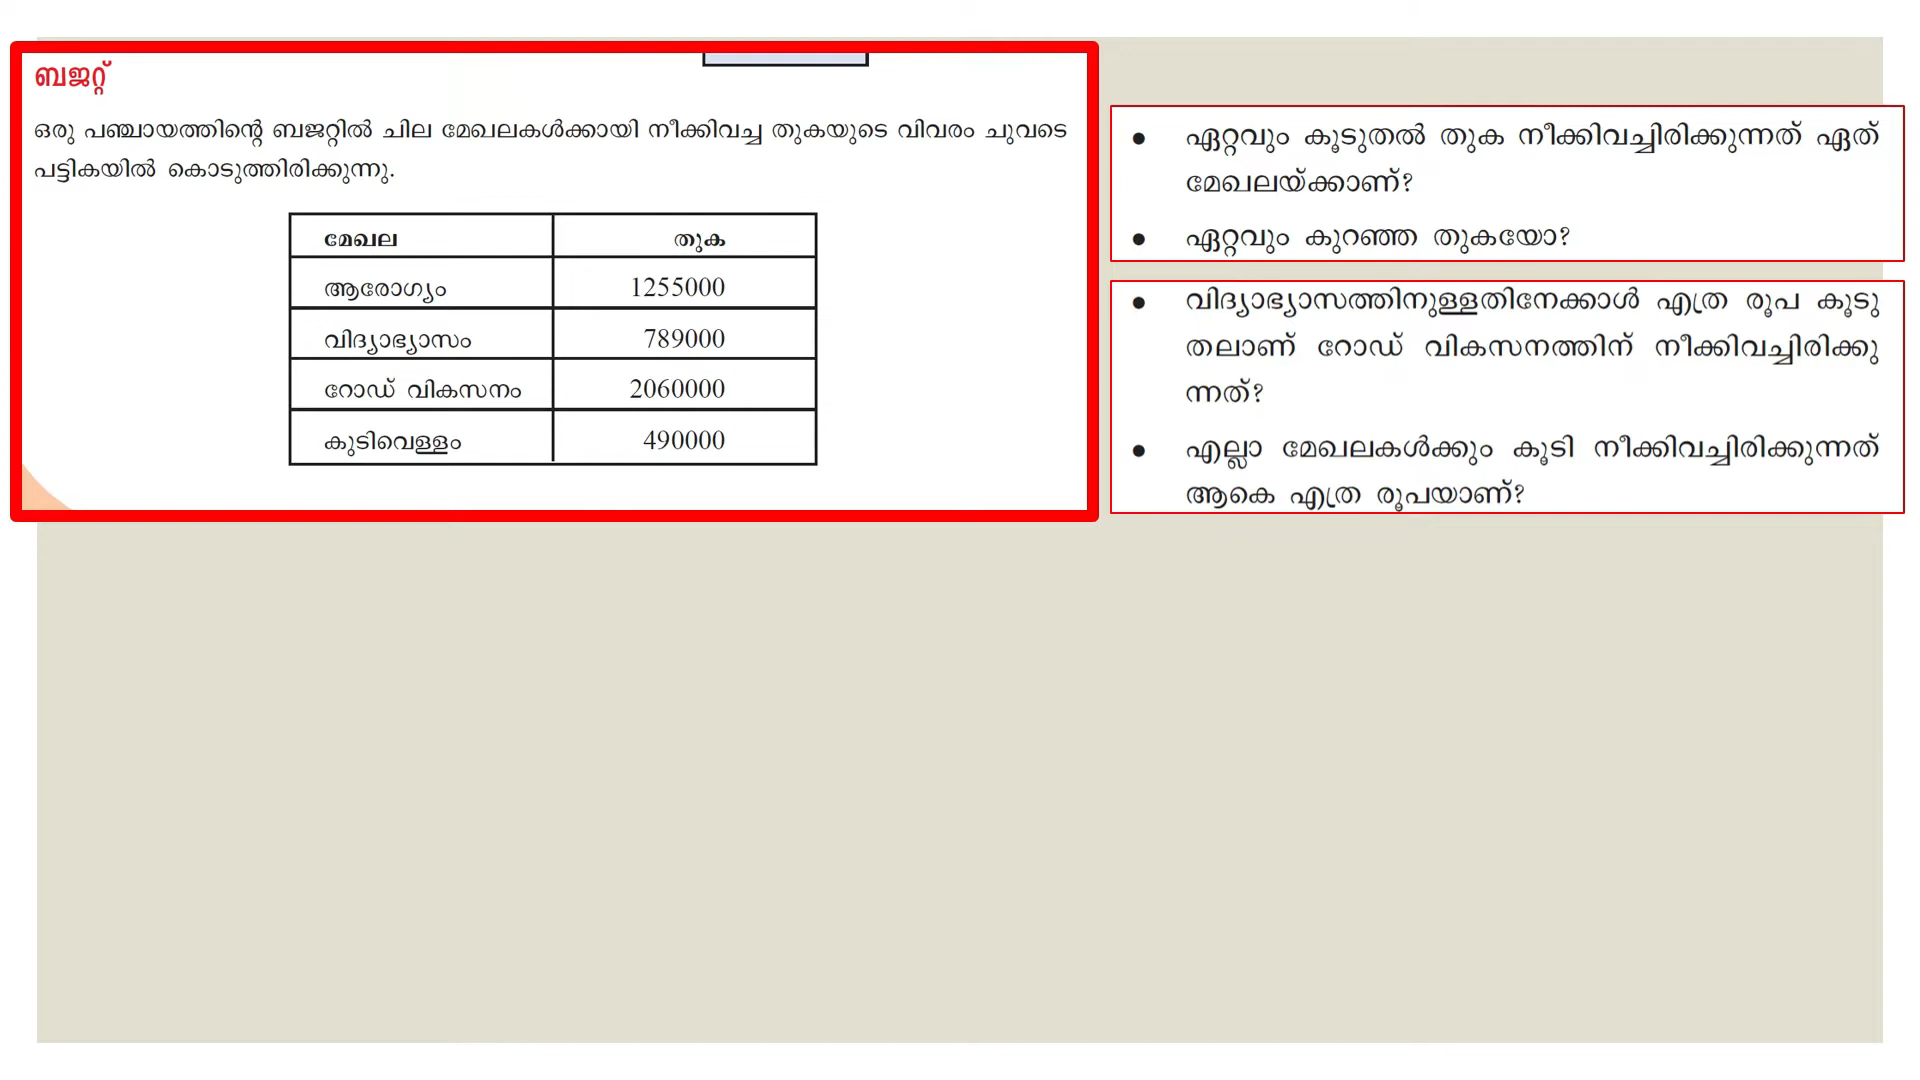 ബജറ്റ്
ഒരു പഞ്ചായത്തിന്റെ ബജറ്റിൽ ചില മേഖലകൾക്കായി നീക്കിവച്ച തുകയുടെ വിവരം ചുവടെ
പട്ടികയിൽ കൊടുത്തിരിക്കുന്നു.
മേഖല തുക
ആരോഗ്യം 1255000
വിദ്യാഭ്യാസം 789000
റോഡ് വികസനം 2060000
കുടിവെള്ളം 490000
● ഏറ്റവും കൂടുതൽ തുക നീക്കിവച്ചിരിക്കുന്നത് ഏത്
മേഖലയ്ക്കാണ്?
● ഏറ്റവും കുറഞ്ഞ തുകയോ?
● വിദ്യാഭ്യാസത്തിനുള്ളതിനേക്കാൾ എത്ര രൂപ കൂടു
തലാണ് റോഡ് വികസനത്തിന് നീക്കിവച്ചിരിക്കു
ന്നത്?
● എല്ലാ മേഖലകൾക്കും കൂടി നീക്കിവച്ചിരിക്കുന്നത്
ആകെ എത്ര രൂപയാണ്?